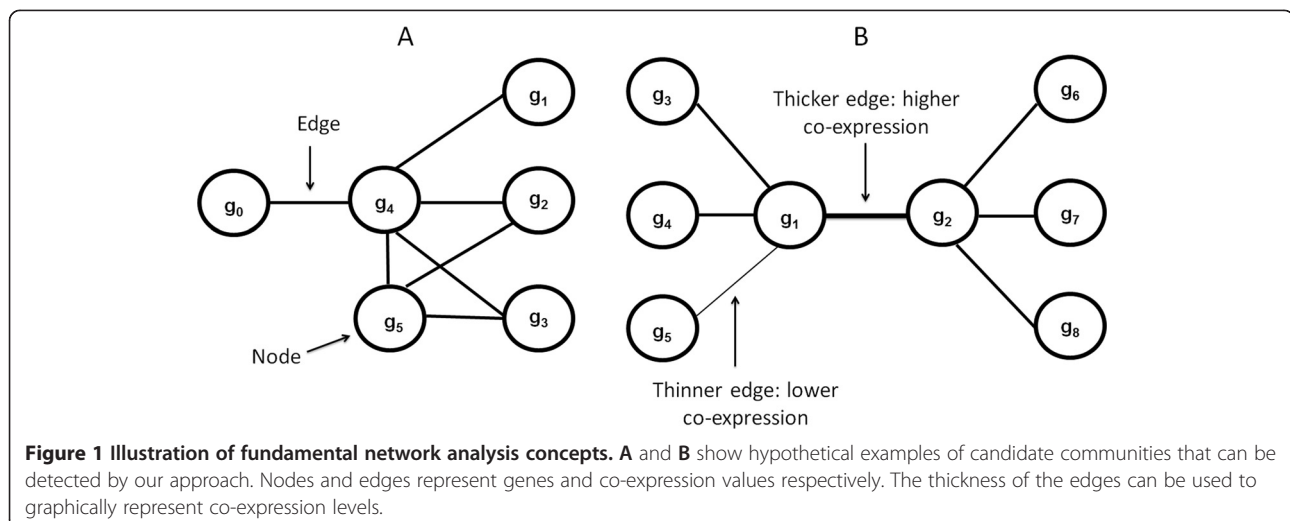 A
B
Edge
Thicker edge: higher
co-expression
g1
g3
g6
g0
g4
g2
g4
g1
g2
g7
g5
g3
g5
g8
Node
Thinner edge: lower
co-expression
Figure 1 Illustration of fundamental network analysis concepts. A and B show hypothetical examples of candidate communities that can be
detected by our approach. Nodes and edges represent genes and co-expression values respectively. The thickness of the edges can be used to
graphically represent co-expression levels.